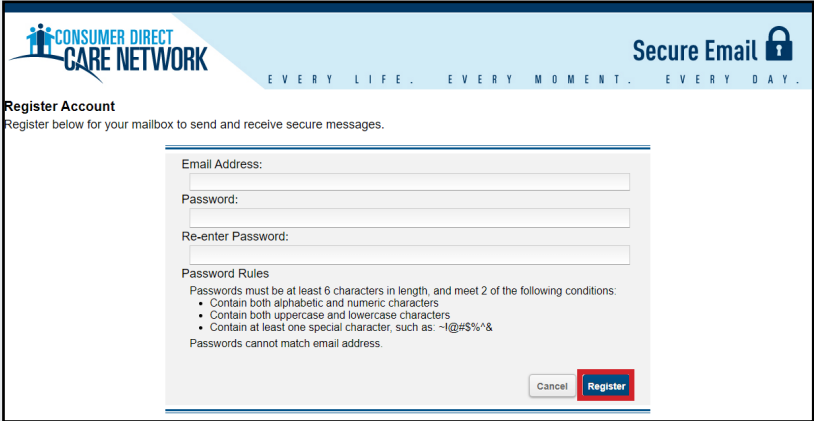 CONSUMER DIRECT
CARE NETWORK
Secure Email
EVERY LIFE. EVERY MOMENT. EVERY DAY.
Register Account
Register below for your mailbox to send and receive secure messages.
Email Address:
Password:
Re-enter Password:
Password Rules
Passwords must be at least 6 characters in length, and meet 2 of the following conditions:
• Contain both alphabetic and numeric characters
• Contain both uppercase and lowercase characters
• Contain at least one special character, such as: ~!@#$%^&
Passwords cannot match email address.
Cancel Register